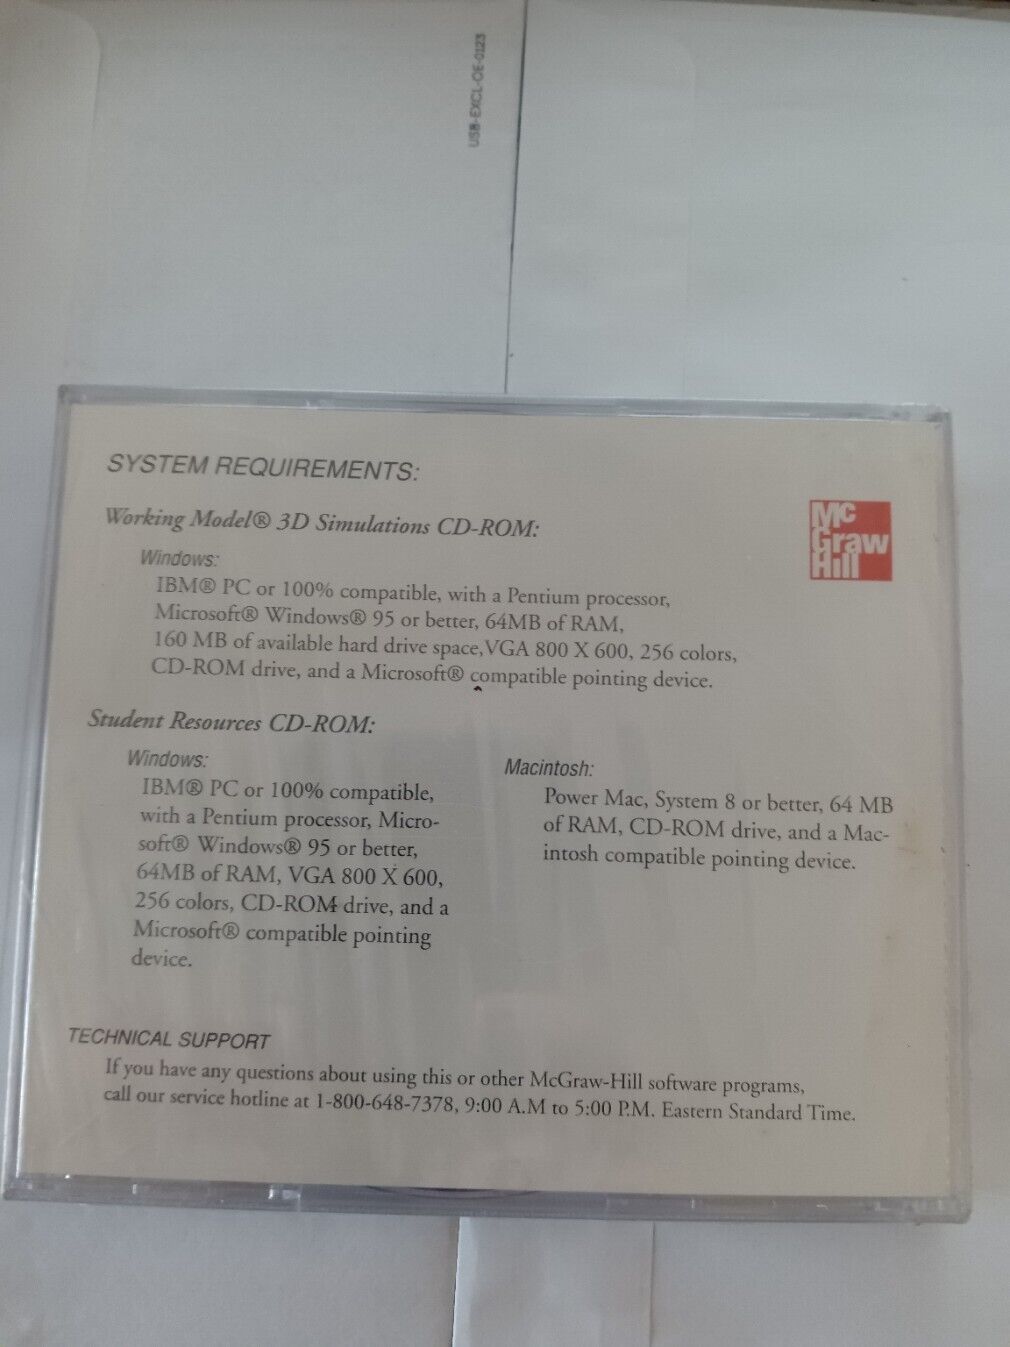 USB-EXCL-OE-0123
SYSTEM REQUIREMENTS:
Mc
Graw
Hill
Working Model® 3D Simulations CD-ROM:
Windows:
IBM® PC or 100% compatible, with a Pentium processor,
Microsoft® Windows® 95 or better, 64MB of RAM,
160 MB of available hard drive space,VGA 800 X 600, 256 colors,
CD-ROM drive, and a Microsoft® compatible pointing device.
Student Resources CD-ROM:
Windows:
IBM® PC or 100% compatible,
with a Pentium processor, Micro-
soft® Windows® 95 or better,
64MB of RAM, VGA 800 X 600,
256 colors, CD-ROM drive, and a
Microsoft® compatible pointing
device.
Macintosh:
Power Mac, System 8 or better, 64 MB
of RAM, CD-ROM drive, and a Mac-
intosh compatible pointing device.
TECHNICAL SUPPORT
If you have any questions about using this or other McGraw-Hill software programs,
call our service hotline at 1-800-648-7378, 9:00 A.M to 5:00 P.M. Eastern Standard Time.